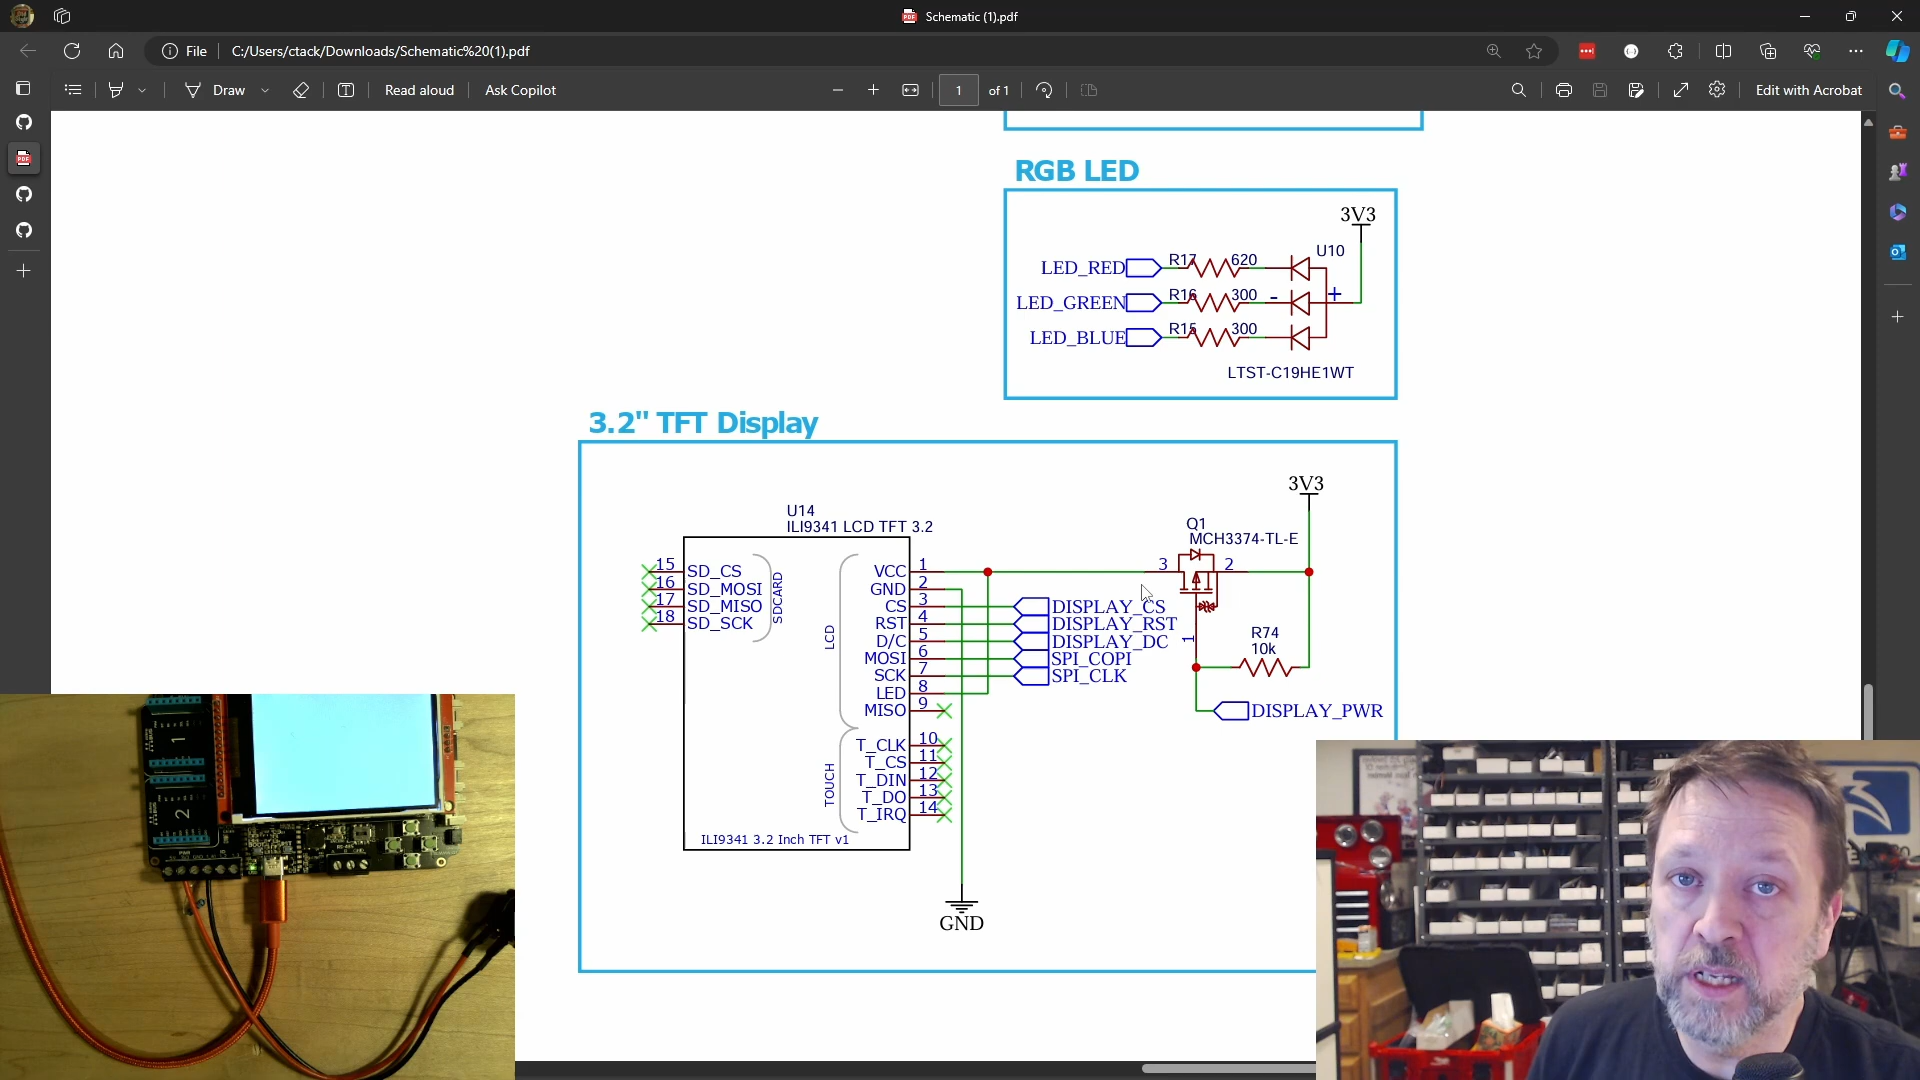 Schematic (1).pdf
File
C:/Users/ctack/Downloads/Schematic%20(1).pdf
Draw
Read aloud
Ask Copilot
1
of 1
Edit with Acrobat
RGB LED
3V3
U10
LED_RED
R17
620
LED_GREEN
R16
300
-
+
LED_BLUE
R15
300
LTST-C19HE1WT
3.2" TFT Display
3V3
U14
ILI9341 LCD TFT 3.2
Q1
MCH3374-TL-E
15 SD_CS
16 SD_MOSI
17 SD_MISO
18 SD_SCK
SDCARD
LCD
VCC 1
GND 2
CS 3
RST 4
D/C 5
MOSI 6
SCK 7
LED 8
MISO 9
3
2
1
DISPLAY_CS
DISPLAY_RST
DISPLAY_DC
SPI_COPI
SPI_CLK
R74
10k
DISPLAY_PWR
TOUCH
T_CLK 10
T_CS 11
T_DIN 12
T_DO 13
T_IRQ 14
ILI9341 3.2 Inch TFT v1
GND
1
2